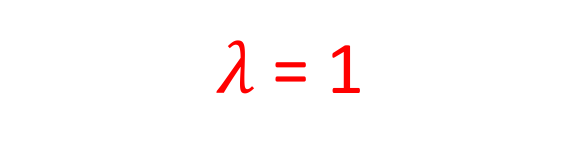 λ = 1